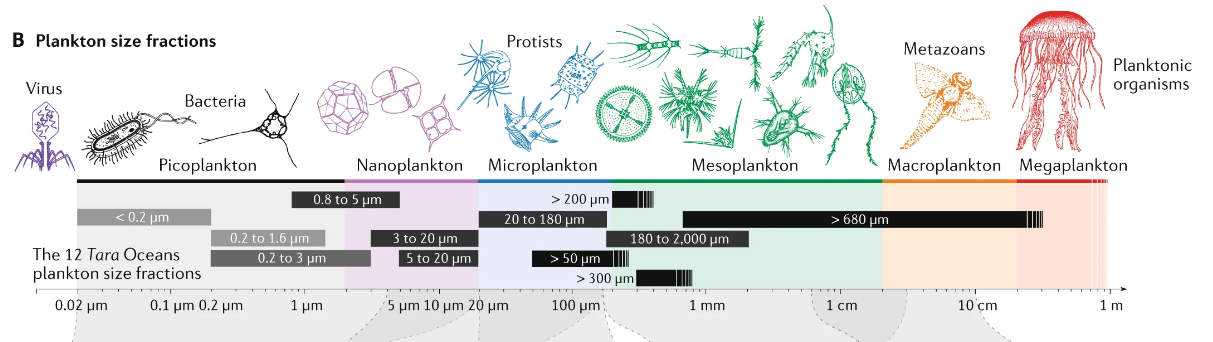 B Plankton size fractions
Virus
Bacteria
Protists
Metazoans
Planktonic
organisms
Picoplankton
Nanoplankton
Microplankton
Mesoplankton
Macroplankton
Megaplankton
0.8 to 5 µm
> 200 µm
< 0.2 µm
20 to 180 µm
> 680 µm
0.2 to 1.6 µm
3 to 20 µm
180 to 2,000 µm
The 12 Tara Oceans
plankton size fractions
0.2 to 3 µm
5 to 20 µm
> 50 µm
> 300 µm
0.02 µm
0.1 µm
0.2 µm
1 µm
5 µm
10 µm
20 µm
100 µm
1 mm
1 cm
10 cm
1 m